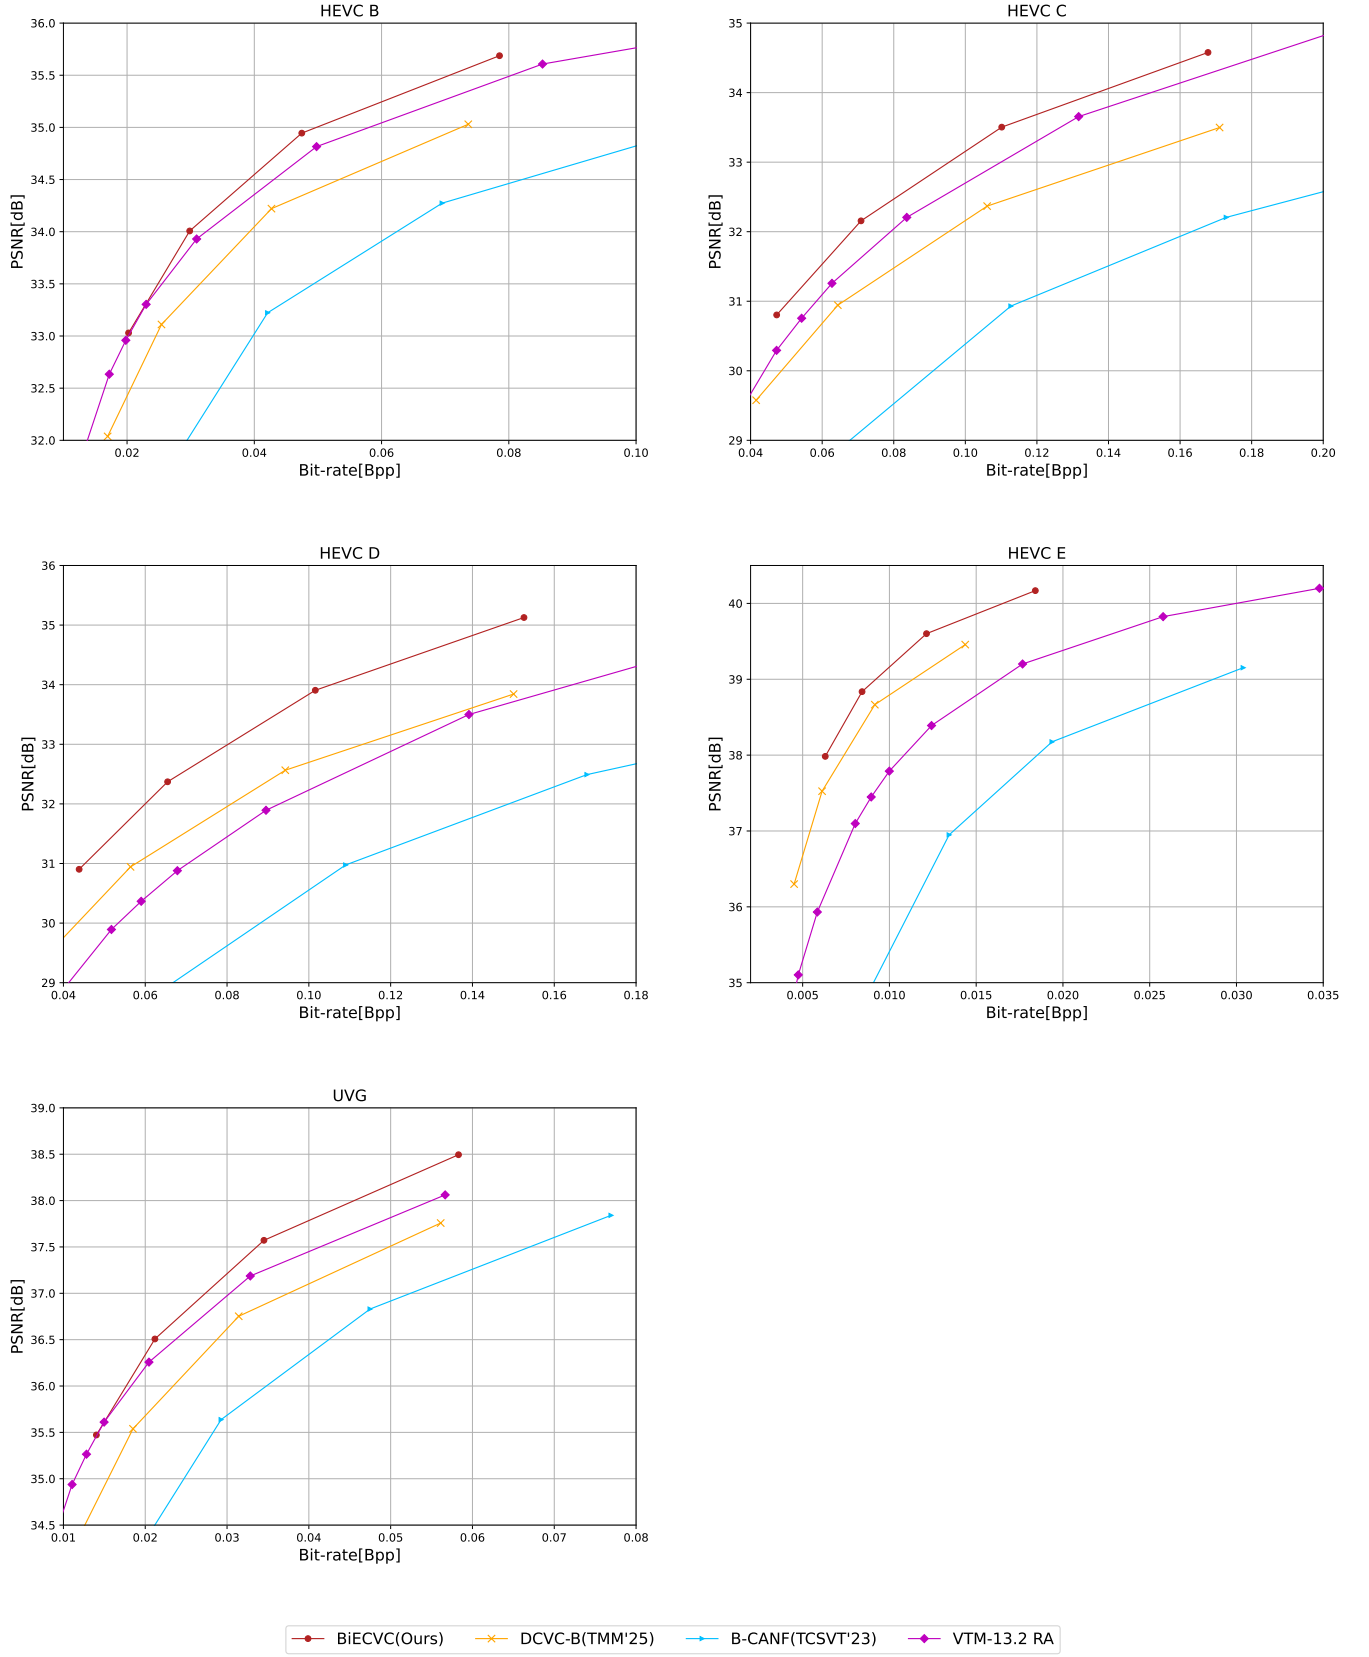 HEVC B
36.0
35.5
35.0
34.5
34.0
33.5
33.0
32.5
32.0
PSNR[dB]
0.02 0.04 0.06 0.08 0.10
Bit-rate[Bpp]
HEVC C
35
34
33
32
31
30
29
PSNR[dB]
0.04 0.06 0.08 0.10 0.12 0.14 0.16 0.18 0.20
Bit-rate[Bpp]
HEVC D
36
35
34
33
32
31
30
29
PSNR[dB]
0.04 0.06 0.08 0.10 0.12 0.14 0.16 0.18
Bit-rate[Bpp]
HEVC E
40
39
38
37
36
35
PSNR[dB]
0.005 0.010 0.015 0.020 0.025 0.030 0.035
Bit-rate[Bpp]
UVG
39.0
38.5
38.0
37.5
37.0
36.5
36.0
35.5
35.0
34.5
PSNR[dB]
0.01 0.02 0.03 0.04 0.05 0.06 0.07 0.08
Bit-rate[Bpp]
BiECVC(Ours) DCVC-B(TMM'25) B-CANF(TCSVT'23) VTM-13.2 RA